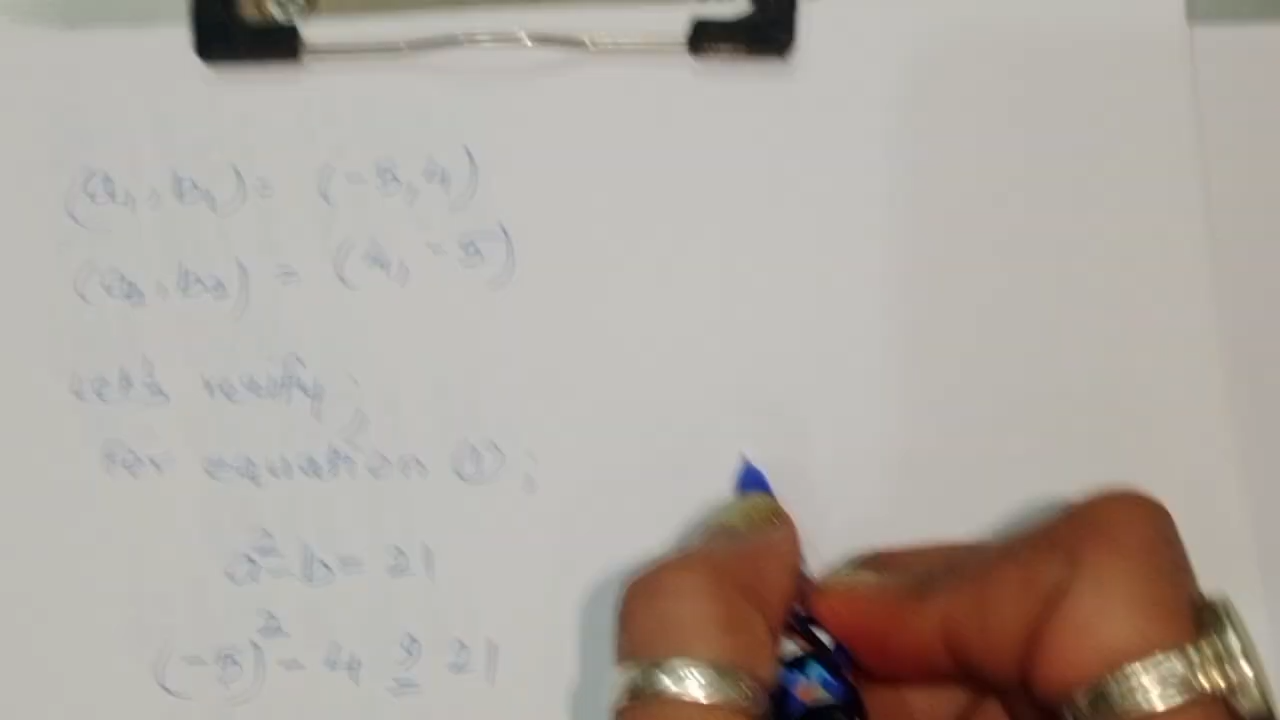 (a₁, b₁) = (-5, 4)
(a₂, b₂) = (4, -5)
Let's verify;
For equation ①;
a² - b = 21
(-5)² - 4 ≟ 21